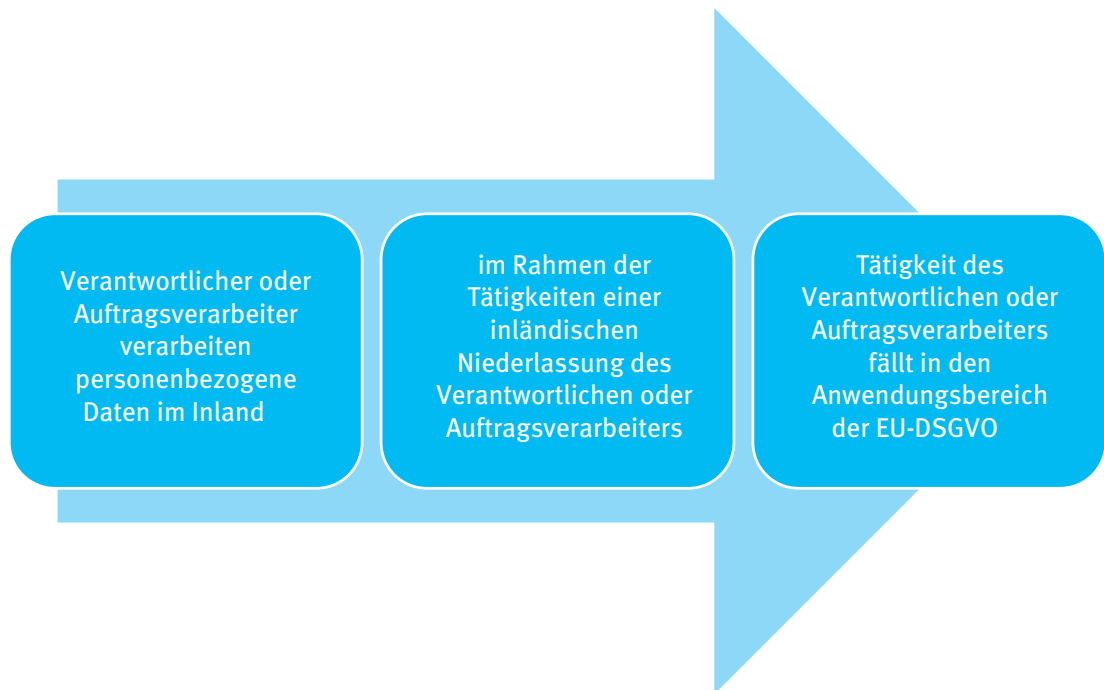 Verantwortlicher oder
Auftragsverarbeiter
verarbeiten
personenbezogene
Daten im Inland
im Rahmen der
Tätigkeiten einer
inländischen
Niederlassung des
Verantwortlichen oder
Auftragsverarbeiters
Tätigkeit des
Verantwortlichen oder
Auftragsverarbeiters
fällt in den
Anwendungsbereich
der EU-DSGVO